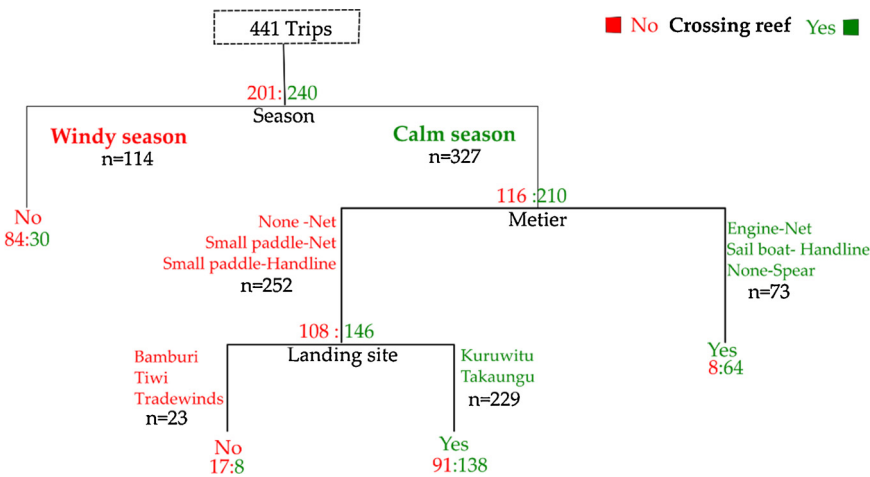 441 Trips
No Crossing reef Yes
201: 240
Season
Windy season
n=114
Calm season
n=327
No
84:30
116 :210
Metier
None -Net
Small paddle-Net
Small paddle-Handline
n=252
Engine-Net
Sail boat- Handline
None-Spear
n=73
108 : 146
Landing site
Yes
8:64
Bamburi
Tiwi
Tradewinds
n=23
Kuruwitu
Takaungu
n=229
No
17:8
Yes
91:138